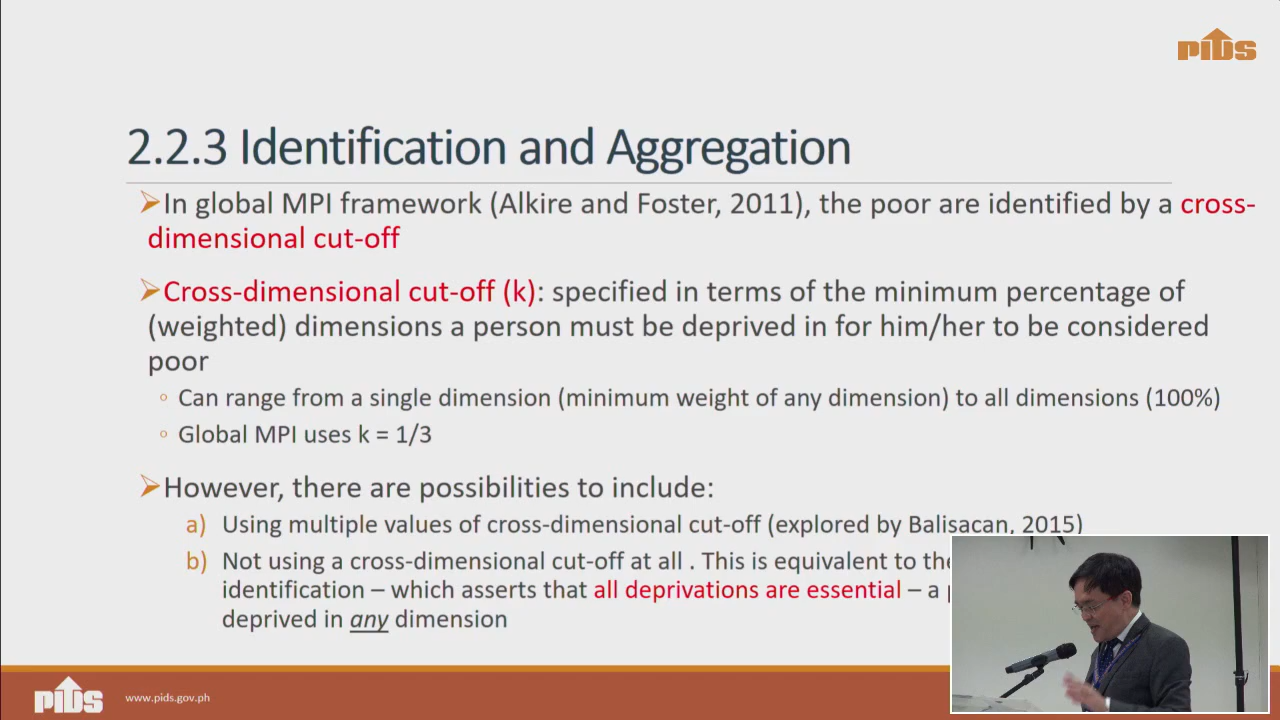 PIDS
2.2.3 Identification and Aggregation
➢In global MPI framework (Alkire and Foster, 2011), the poor are identified by a cross-
dimensional cut-off
➢Cross-dimensional cut-off (k): specified in terms of the minimum percentage of
(weighted) dimensions a person must be deprived in for him/her to be considered
poor
◦ Can range from a single dimension (minimum weight of any dimension) to all dimensions (100%)
◦ Global MPI uses k = 1/3
➢However, there are possibilities to include:
a) Using multiple values of cross-dimensional cut-off (explored by Balisacan, 2015)
b) Not using a cross-dimensional cut-off at all . This is equivalent to the
identification – which asserts that all deprivations are essential – a
deprived in any dimension
PIDS
www.pids.gov.ph